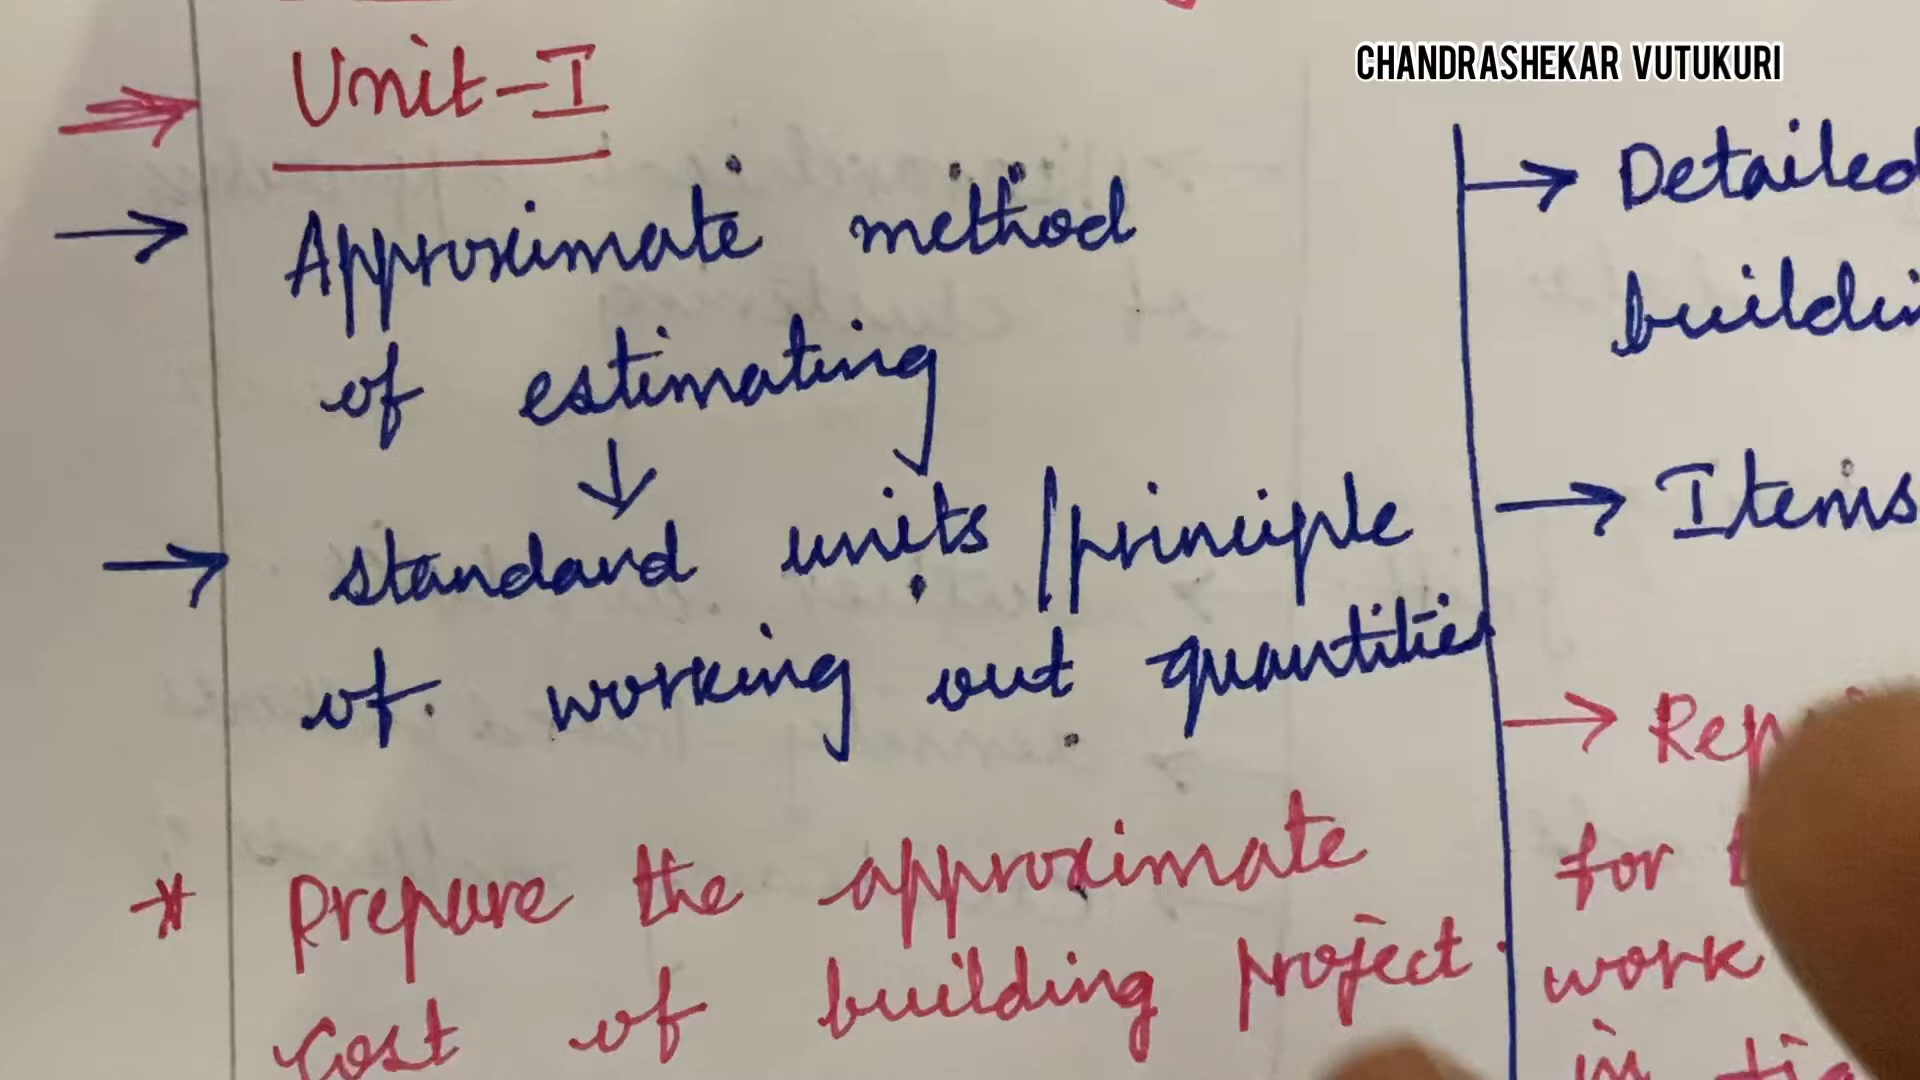 CHANDRASHEKAR VUTUKURI
Unit-I
Approximate method
of estimating
standard units / principle
of working out quantities
* Prepare the approximate
cost of building project
Detailed
Items
for
work
in